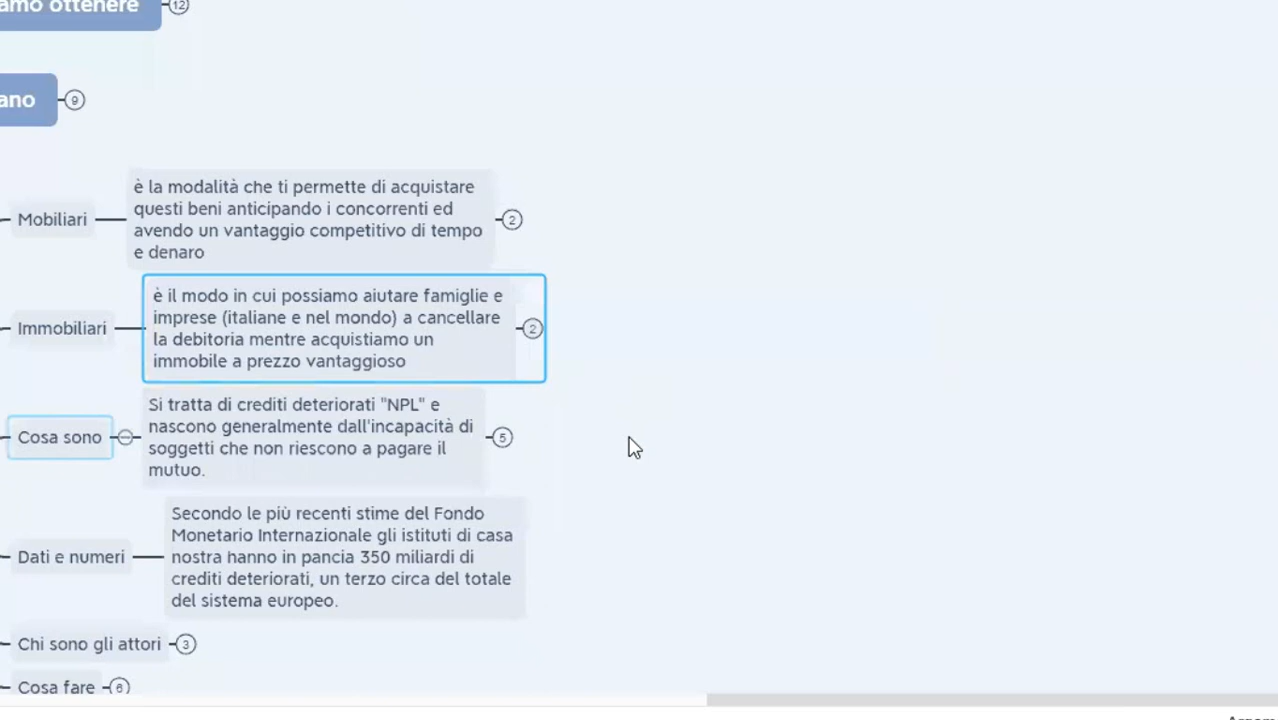 amo ottenere
12
ano
9
è la modalità che ti permette di acquistare
questi beni anticipando i concorrenti ed
Mobiliari
avendo un vantaggio competitivo di tempo
e denaro
2
è il modo in cui possiamo aiutare famiglie e
imprese (italiane e nel mondo) a cancellare
Immobiliari
la debitoria mentre acquistiamo un
immobile a prezzo vantaggioso
2
Si tratta di crediti deteriorati "NPL" e
nascono generalmente dall'incapacità di
Cosa sono
soggetti che non riescono a pagare il
mutuo.
5
Secondo le più recenti stime del Fondo
Monetario Internazionale gli istituti di casa
Dati e numeri
nostra hanno in pancia 350 miliardi di
crediti deteriorati, un terzo circa del totale
del sistema europeo.
Chi sono gli attori
3
Cosa fare
6